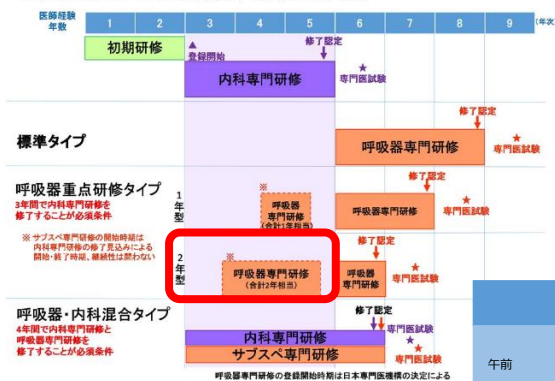 医師経験
年数
1 2 3 4 5 6 7 8 9 (年次)
初期研修
▲
登録開始
修了認定
内科専門研修
★
専門医試験
標準タイプ
修了認定
呼吸器専門研修
★
専門医試験
呼吸器重点研修タイプ
3年間で内科専門研修を
修了することが必須条件
1年型
※
呼吸器
専門研修
(合計1年相当)
修了認定
呼吸器専門研修
★
専門医試験
※ サブスペ専門研修の開始時期は
内科専門研修の修了見込みによる
開始・終了時期、継続性は問わない
2年型
※
呼吸器専門研修
(合計2年相当)
修了認定
呼吸器
専門研修
★
専門医試験
呼吸器・内科混合タイプ
4年間で内科専門研修と
呼吸器専門研修を
修了することが必須条件
修了認定
内科専門研修
サブスペ専門研修
専門医試験
★
★
専門医試験
呼吸器専門研修の登録開始時期は日本専門医機構の決定による
午前